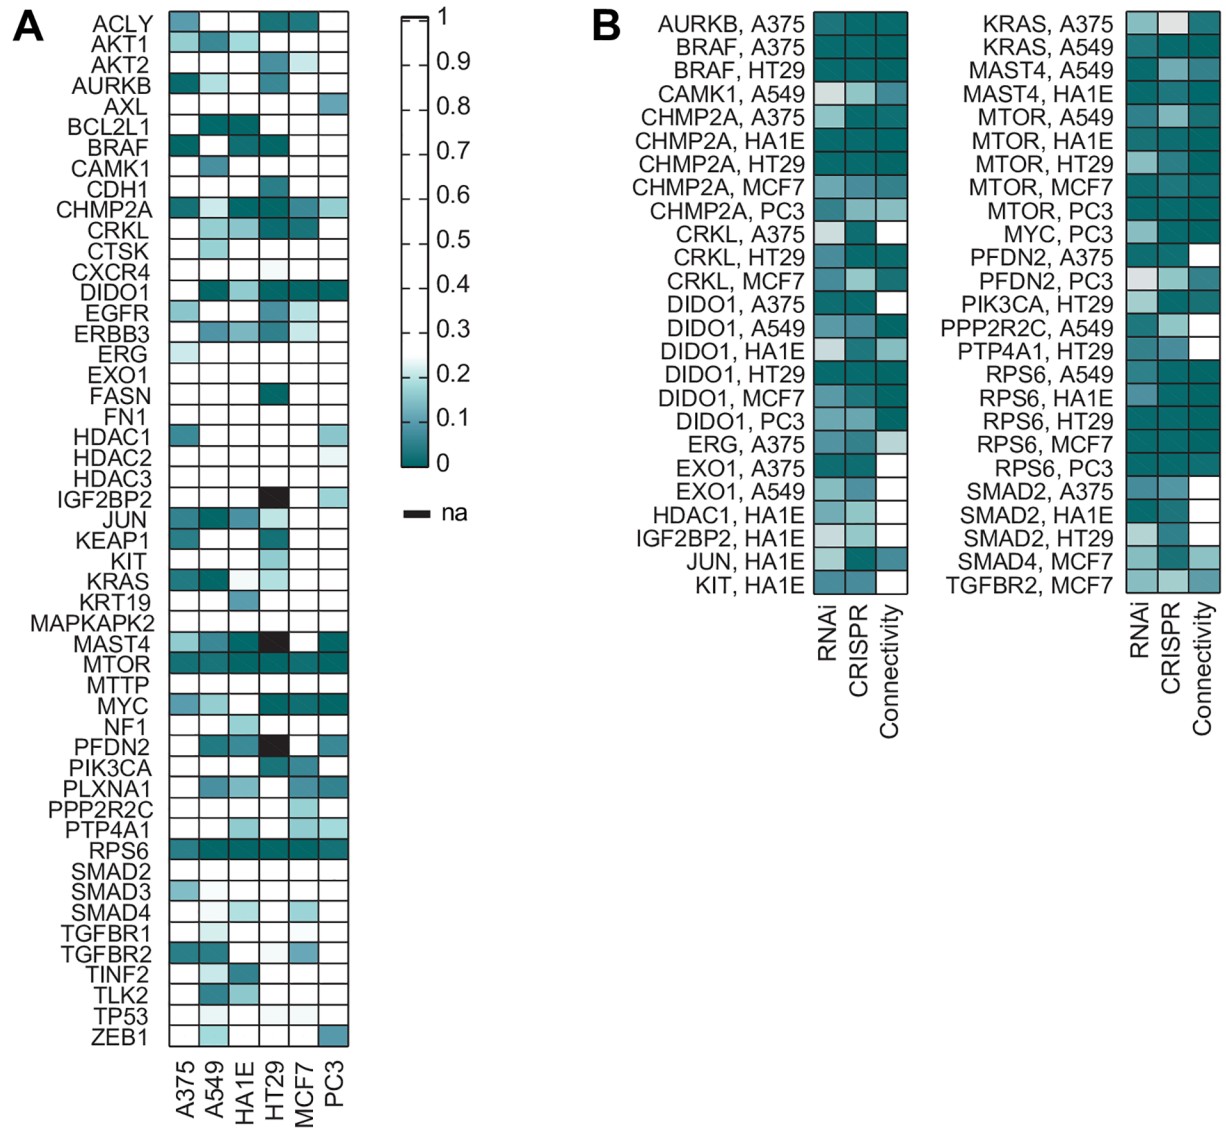 A
ACLY
AKT1
AKT2
AURKB
AXL
BCL2L1
BRAF
CAMK1
CDH1
CHMP2A
CRKL
CTSK
CXCR4
DIDO1
EGFR
ERBB3
ERG
EXO1
FASN
FN1
HDAC1
HDAC2
HDAC3
IGF2BP2
JUN
KEAP1
KIT
KRAS
KRT19
MAPKAPK2
MAST4
MTOR
MTTP
MYC
NF1
PFDN2
PIK3CA
PLXNA1
PPP2R2C
PTP4A1
RPS6
SMAD2
SMAD3
SMAD4
TGFBR1
TGFBR2
TINF2
TLK2
TP53
ZEB1
A375
A549
HA1E
HT29
MCF7
PC3
1
0.9
0.8
0.7
0.6
0.5
0.4
0.3
0.2
0.1
0
na
B
AURKB, A375
BRAF, A375
BRAF, HT29
CAMK1, A549
CHMP2A, A375
CHMP2A, HA1E
CHMP2A, HT29
CHMP2A, MCF7
CHMP2A, PC3
CRKL, A375
CRKL, HT29
CRKL, MCF7
DIDO1, A375
DIDO1, A549
DIDO1, HA1E
DIDO1, HT29
DIDO1, MCF7
DIDO1, PC3
ERG, A375
EXO1, A375
EXO1, A549
HDAC1, HA1E
IGF2BP2, HA1E
JUN, HA1E
KIT, HA1E
RNAi
CRISPR
Connectivity
KRAS, A375
KRAS, A549
MAST4, A549
MAST4, HA1E
MTOR, A549
MTOR, HA1E
MTOR, HT29
MTOR, MCF7
MTOR, PC3
MYC, PC3
PFDN2, A375
PFDN2, PC3
PIK3CA, HT29
PPP2R2C, A549
PTP4A1, HT29
RPS6, A549
RPS6, HA1E
RPS6, HT29
RPS6, MCF7
RPS6, PC3
SMAD2, A375
SMAD2, HA1E
SMAD2, HT29
SMAD4, MCF7
TGFBR2, MCF7
RNAi
CRISPR
Connectivity